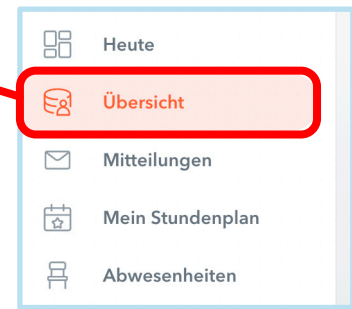 Heute
Übersicht
Mitteilungen
Mein Stundenplan
Abwesenheiten